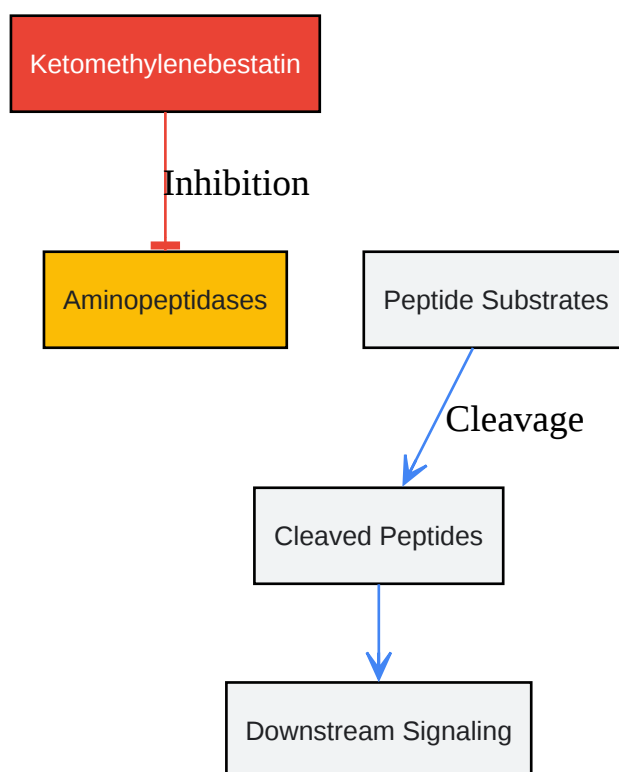 Ketomethylenebestatin
Inhibition
Aminopeptidases
Peptide Substrates
Cleavage
Cleaved Peptides
Downstream Signaling